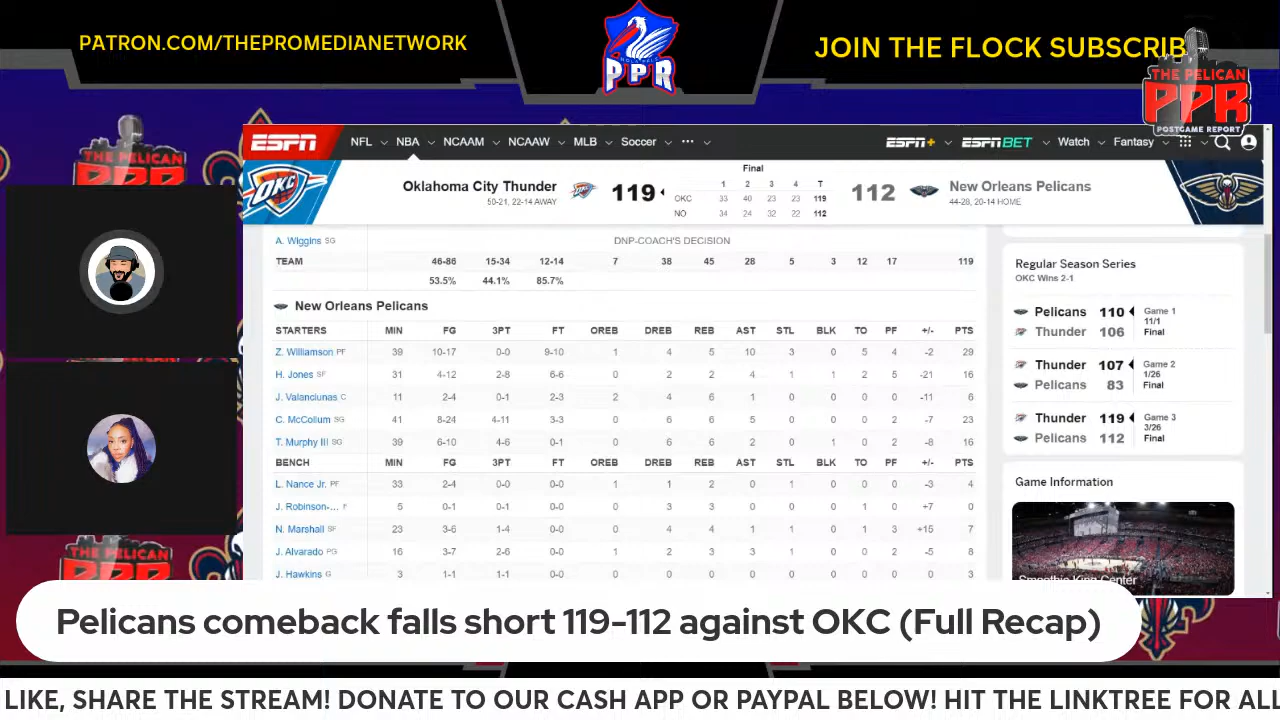 PATRON.COM/THEPROMEDIANETWORK
PPR
JOIN THE FLOCK SUBSCRIB
THE PELICAN
PPR
POSTGAME REPORT
THE PELICAN
ESPN NFL NBA NCAAM NCAAW MLB Soccer ••• ESPN+ ESPN BET Watch Fantasy
OKC Oklahoma City Thunder 119 Final 112 New Orleans Pelicans
50-21, 22-14 AWAY 44-28, 20-14 HOME
1 2 3 4 T
OKC 33 40 23 23 119
NO 34 24 32 22 112
A. Wiggins SG DNP-COACH'S DECISION
TEAM 46-86 15-34 12-14 7 38 45 28 5 3 12 17 119
53.5% 44.1% 85.7%
New Orleans Pelicans
STARTERS MIN FG 3PT FT OREB DREB REB AST STL BLK TO PF +/- PTS
Z. Williamson PF 39 10-17 0-0 9-10 1 4 5 10 3 0 5 4 -2 29
H. Jones SF 31 4-12 2-8 6-6 0 2 2 4 1 1 2 5 -21 16
J. Valanciunas C 11 2-4 0-1 2-3 2 4 6 1 0 0 0 0 -11 6
C. McCollum SG 41 8-24 4-11 3-3 0 6 6 5 0 0 2 3 -7 23
T. Murphy III SG 39 6-10 4-6 0-1 0 6 6 2 0 0 2 2 -8 16
BENCH MIN FG 3PT FT OREB DREB REB AST STL BLK TO PF +/- PTS
L. Nance Jr. PF 33 2-4 0-0 0-0 1 1 2 0 1 0 0 0 -3 4
J. Robinson-... F 5 0-1 0-1 0-0 0 3 3 0 0 0 1 0 +7 0
N. Marshall SF 23 3-6 1-4 0-0 0 4 4 1 1 0 1 3 +15 7
J. Alvarado PG 16 3-7 2-6 0-0 1 2 3 3 1 0 0 2 -5 8
J. Hawkins G 3 1-1 1-1 0-0 0 0 0 0 0 0 0 0 0 3
Regular Season Series
OKC Wins 2-1
Pelicans 110 Game 1
Thunder 106 11/1
Final
Thunder 107 Game 2
Pelicans 83 1/26
Final
Thunder 119 Game 3
Pelicans 112 3/26
Final
Game Information
Smoothie King Center
THE PELICAN
PPR
Pelicans comeback falls short 119-112 against OKC (Full Recap)
LIKE, SHARE THE STREAM! DONATE TO OUR CASH APP OR PAYPAL BELOW! HIT THE LINKTREE FOR ALL